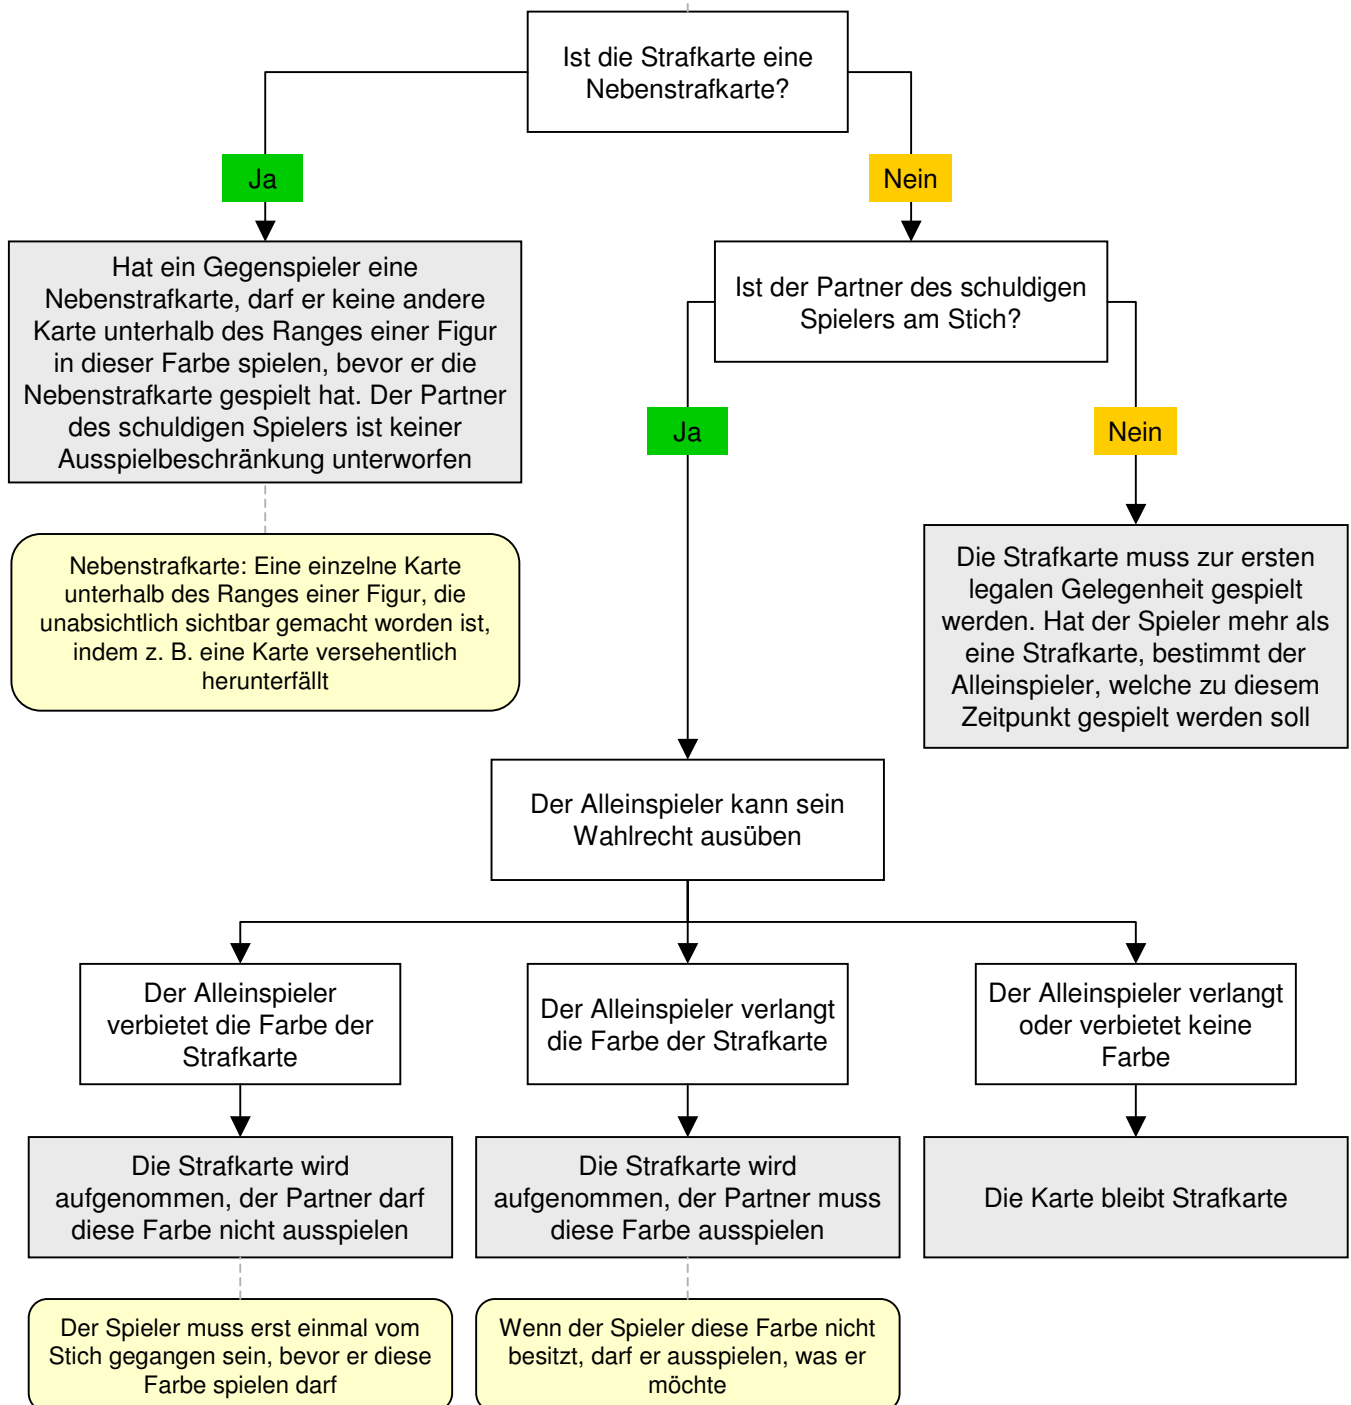 Ist die Strafkarte eine
Nebenstrafkarte?
Ja
Nein
Hat ein Gegenspieler eine
Nebenstrafkarte, darf er keine andere
Karte unterhalb des Ranges einer Figur
in dieser Farbe spielen, bevor er die
Nebenstrafkarte gespielt hat. Der Partner
des schuldigen Spielers ist keiner
Ausspielbeschränkung unterworfen
Ist der Partner des schuldigen
Spielers am Stich?
Ja
Nein
Nebenstrafkarte: Eine einzelne Karte
unterhalb des Ranges einer Figur, die
unabsichtlich sichtbar gemacht worden ist,
indem z. B. eine Karte versehentlich
herunterfällt
Die Strafkarte muss zur ersten
legalen Gelegenheit gespielt
werden. Hat der Spieler mehr als
eine Strafkarte, bestimmt der
Alleinspieler, welche zu diesem
Zeitpunkt gespielt werden soll
Der Alleinspieler kann sein
Wahlrecht ausüben
Der Alleinspieler
verbietet die Farbe der
Strafkarte
Der Alleinspieler verlangt
die Farbe der Strafkarte
Der Alleinspieler verlangt
oder verbietet keine
Farbe
Die Strafkarte wird
aufgenommen, der Partner darf
diese Farbe nicht ausspielen
Die Strafkarte wird
aufgenommen, der Partner muss
diese Farbe ausspielen
Die Karte bleibt Strafkarte
Der Spieler muss erst einmal vom
Stich gegangen sein, bevor er diese
Farbe spielen darf
Wenn der Spieler diese Farbe nicht
besitzt, darf er ausspielen, was er
möchte